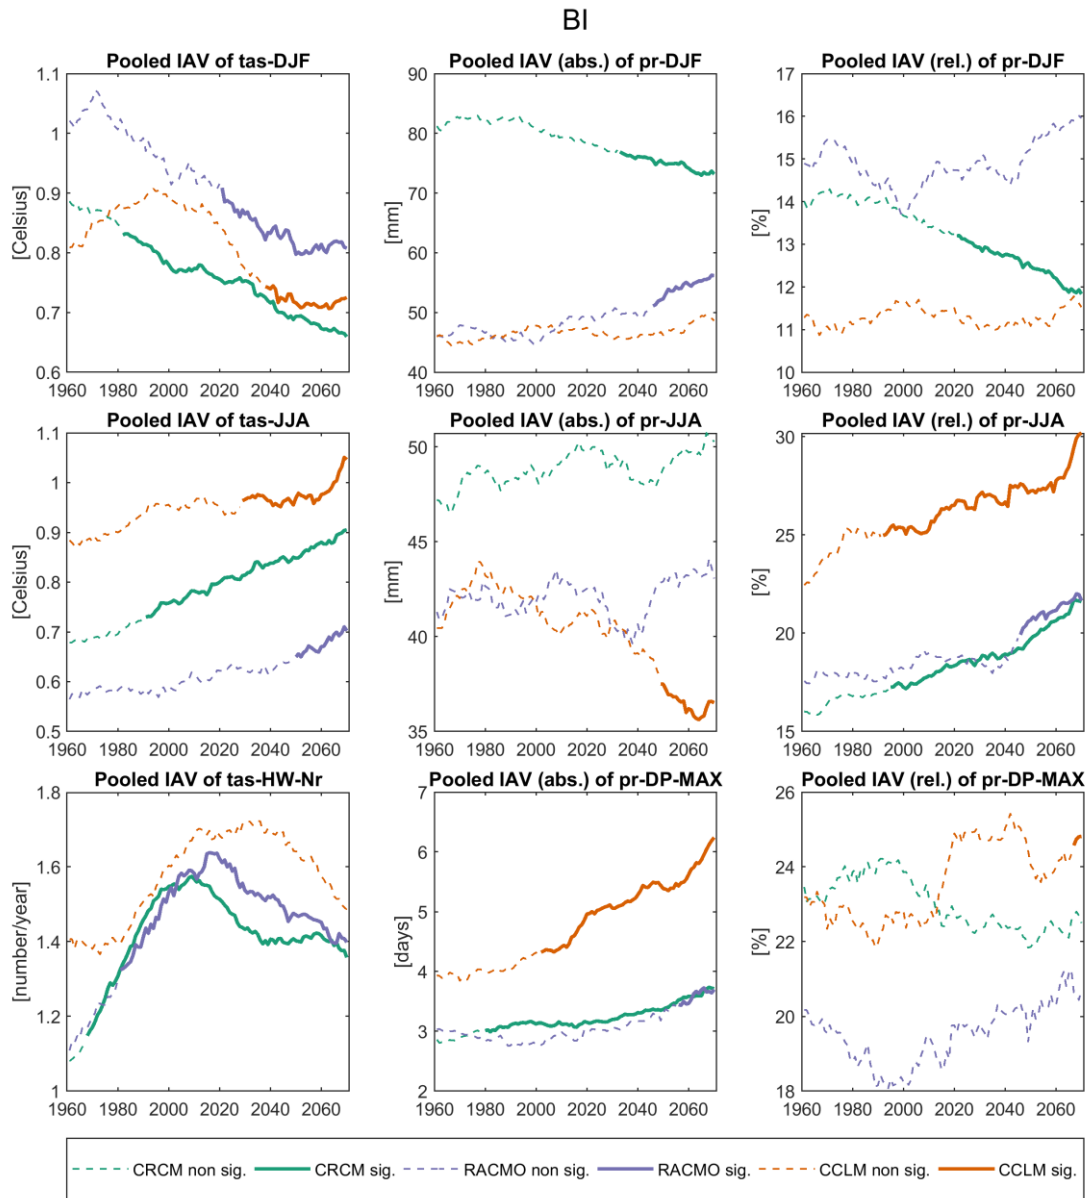 BI
Pooled IAV of tas-DJF
Pooled IAV (abs.) of pr-DJF
Pooled IAV (rel.) of pr-DJF
[Celsius]
1.1
1
0.9
0.8
0.7
0.6
1960 1980 2000 2020 2040 2060
[mm]
90
80
70
60
50
40
1960 1980 2000 2020 2040 2060
[%]
17
16
15
14
13
12
11
10
1960 1980 2000 2020 2040 2060
Pooled IAV of tas-JJA
Pooled IAV (abs.) of pr-JJA
Pooled IAV (rel.) of pr-JJA
[Celsius]
1.1
1
0.9
0.8
0.7
0.6
0.5
1960 1980 2000 2020 2040 2060
[mm]
50
45
40
35
1960 1980 2000 2020 2040 2060
[%]
30
25
20
15
1960 1980 2000 2020 2040 2060
Pooled IAV of tas-HW-Nr
Pooled IAV (abs.) of pr-DP-MAX
Pooled IAV (rel.) of pr-DP-MAX
[number/year]
1.8
1.6
1.4
1.2
1
1960 1980 2000 2020 2040 2060
[days]
7
6
5
4
3
2
1960 1980 2000 2020 2040 2060
[%]
26
24
22
20
18
1960 1980 2000 2020 2040 2060
CRCM non sig. CRCM sig. RACMO non sig. RACMO sig. CCLM non sig. CCLM sig.